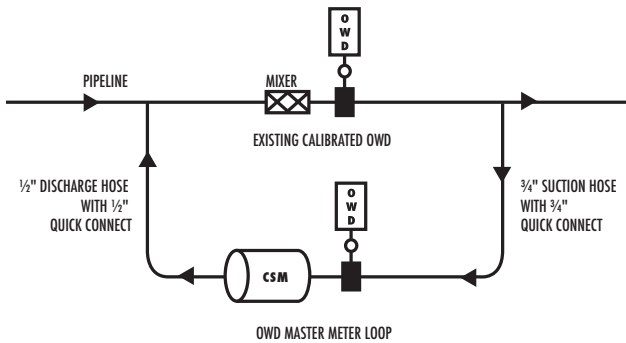 O
W
D
PIPELINE
MIXER
EXISTING CALIBRATED OWD
½" DISCHARGE HOSE
WITH ½"
QUICK CONNECT
O
W
D
¾" SUCTION HOSE
WITH ¾"
QUICK CONNECT
CSM
OWD MASTER METER LOOP